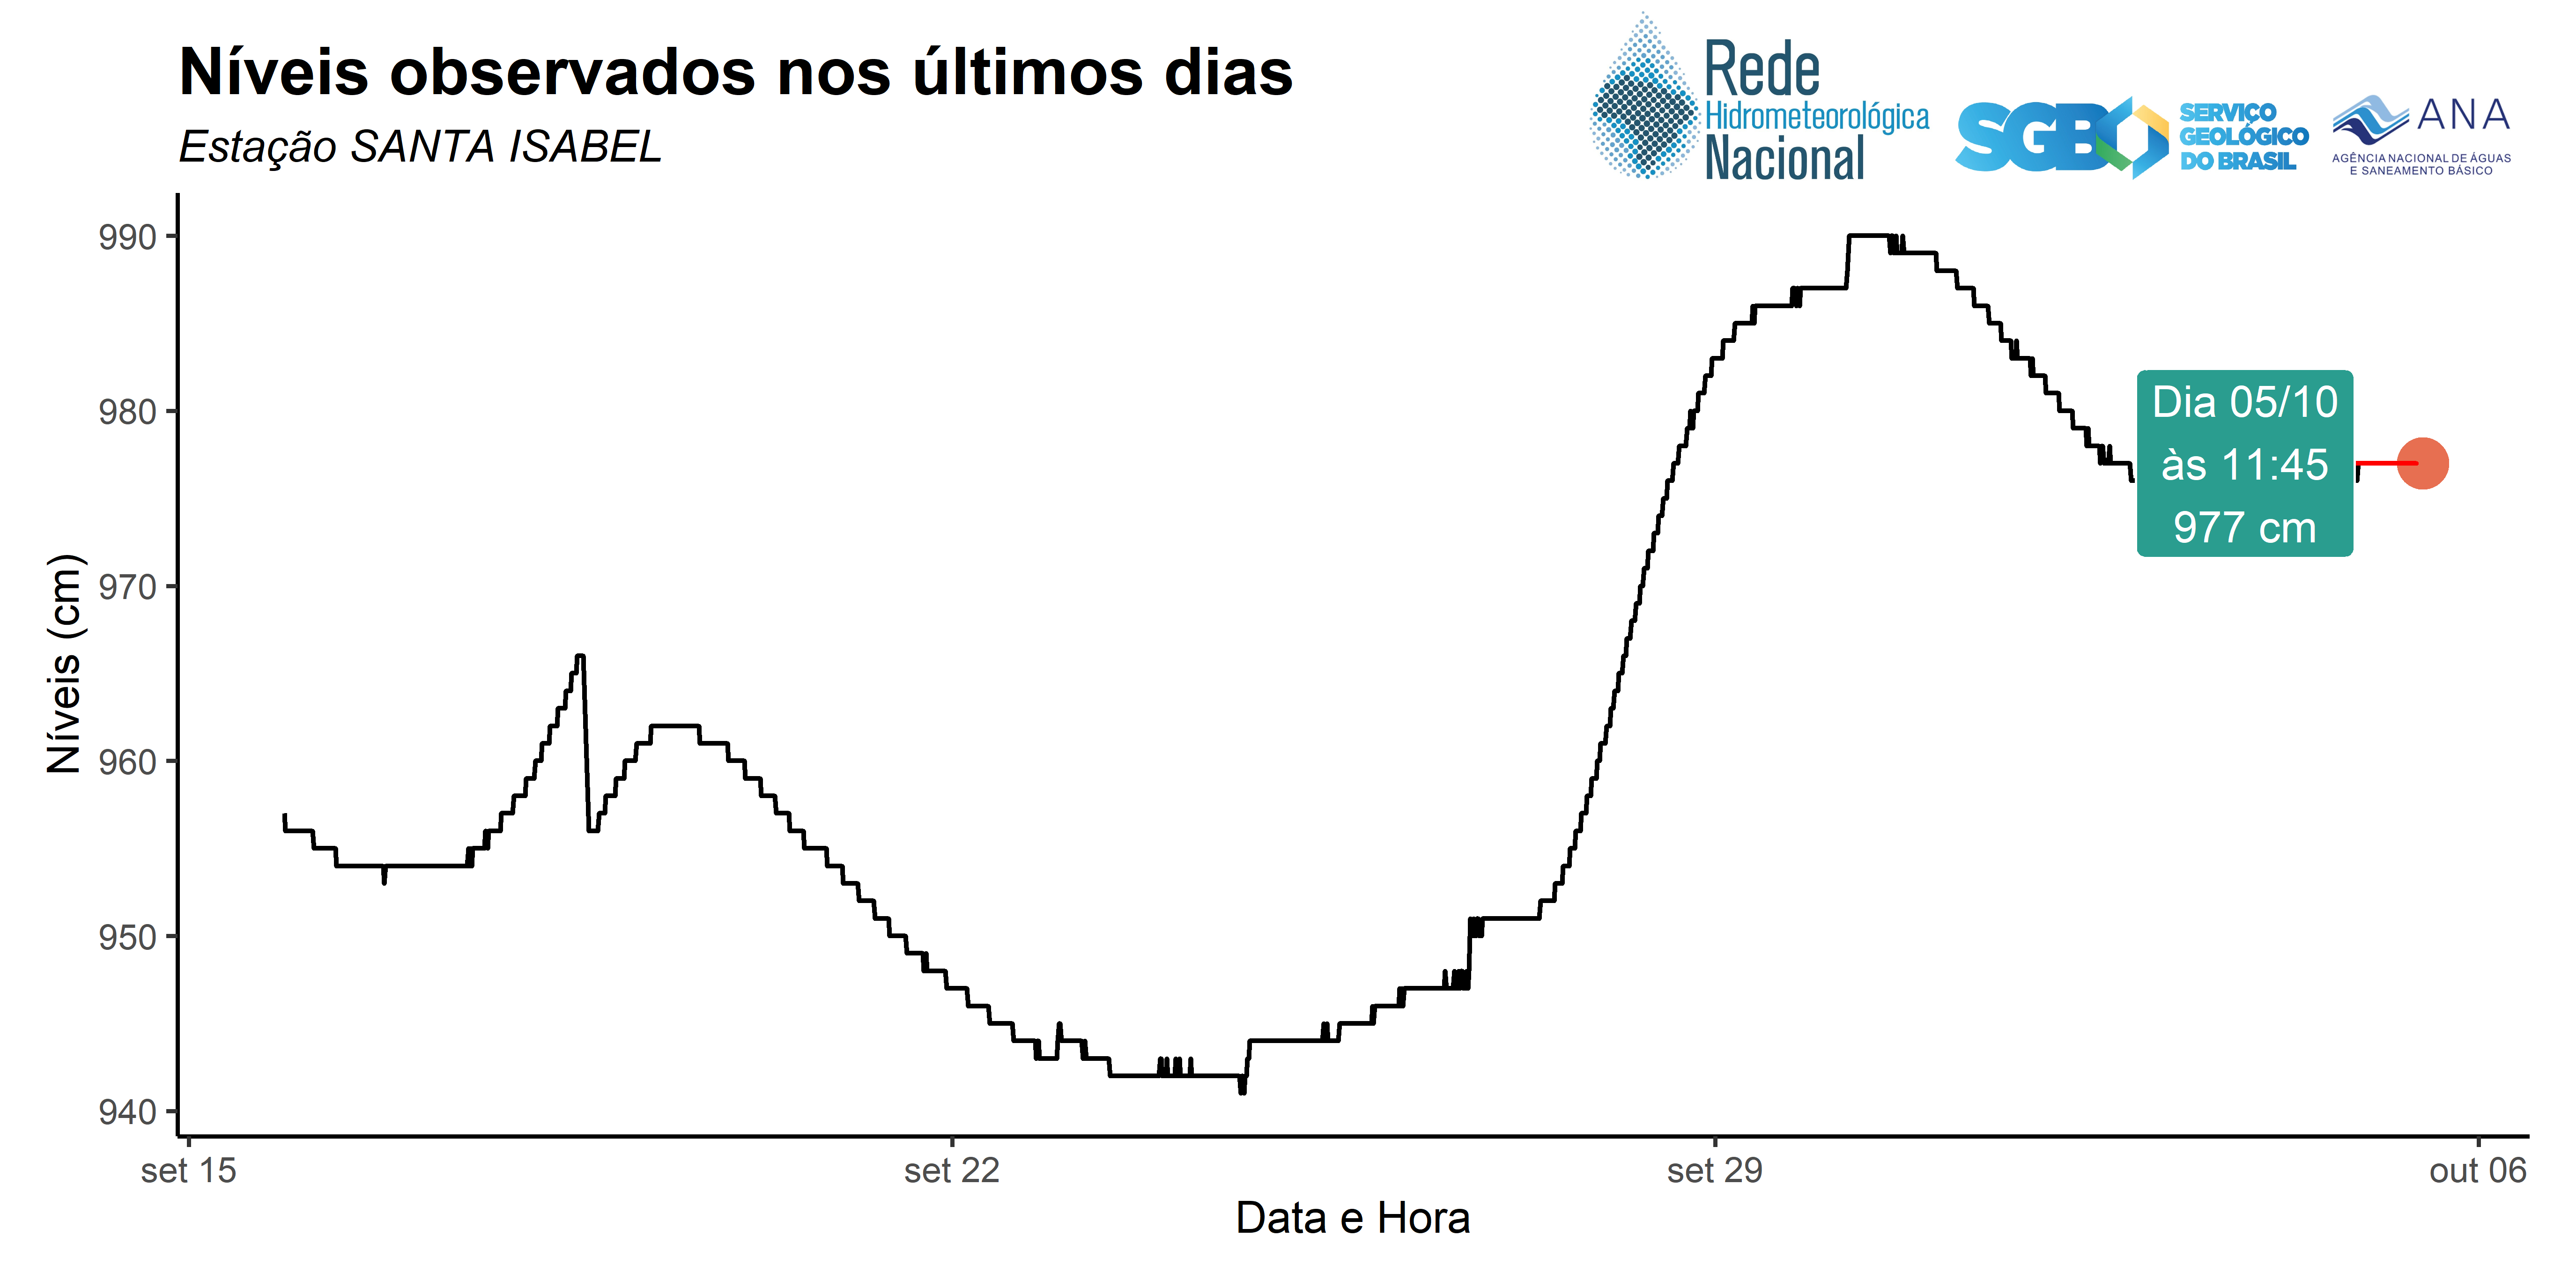 Níveis observados nos últimos dias
Estação SANTA ISABEL
Rede
Hidrometeorológica
Nacional
SGB
SERVIÇO
GEOLÓGICO
DO BRASIL
ANA
AGÊNCIA NACIONAL DE ÁGUAS
E SANEAMENTO BÁSICO
Níveis (cm)
990
980
970
960
950
940
Dia 05/10
às 11:45
977 cm
set 15
set 22
set 29
out 06
Data e Hora